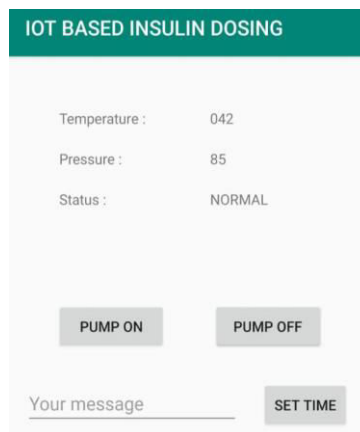 IOT BASED INSULIN DOSING
Temperature : 042
Pressure : 85
Status : NORMAL
PUMP ON PUMP OFF
Your message SET TIME